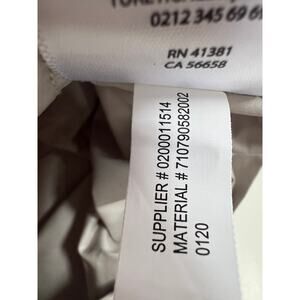 0212 345 69 6
RN 41381
CA 56658
SUPPLIER # 0200011514
MATERIAL # 710790582002
0120